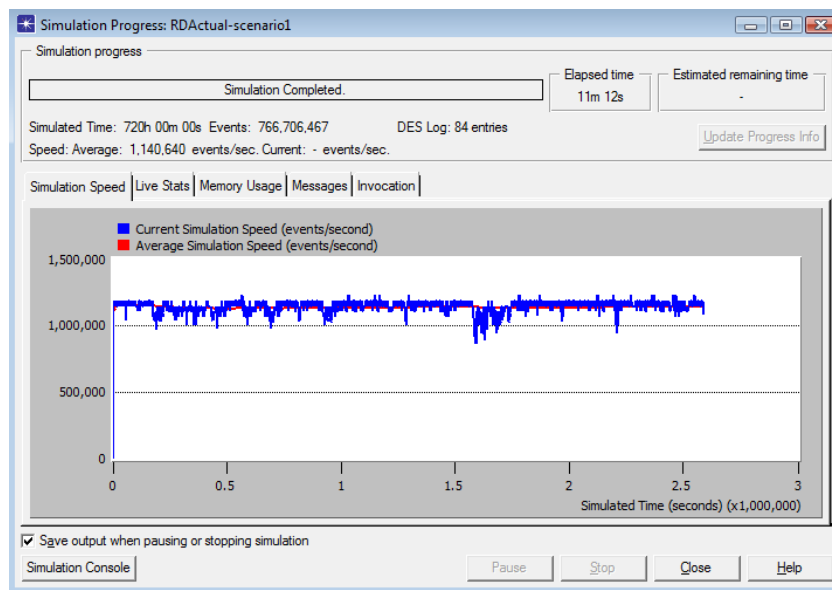 Simulation Progress: RDActual-scenario1
Simulation progress
Simulation Completed.
Elapsed time
11m 12s
Estimated remaining time
-
Simulated Time: 720h 00m 00s Events: 766,706,467 DES Log: 84 entries
Speed: Average: 1,140,640 events/sec. Current: - events/sec.
Update Progress Info
Simulation Speed Live Stats Memory Usage Messages Invocation
Current Simulation Speed (events/second)
Average Simulation Speed (events/second)
1,500,000
1,000,000
500,000
0
0 0.5 1 1.5 2 2.5 3
Simulated Time (seconds) (x1,000,000)
Save output when pausing or stopping simulation
Simulation Console Pause Stop Close Help